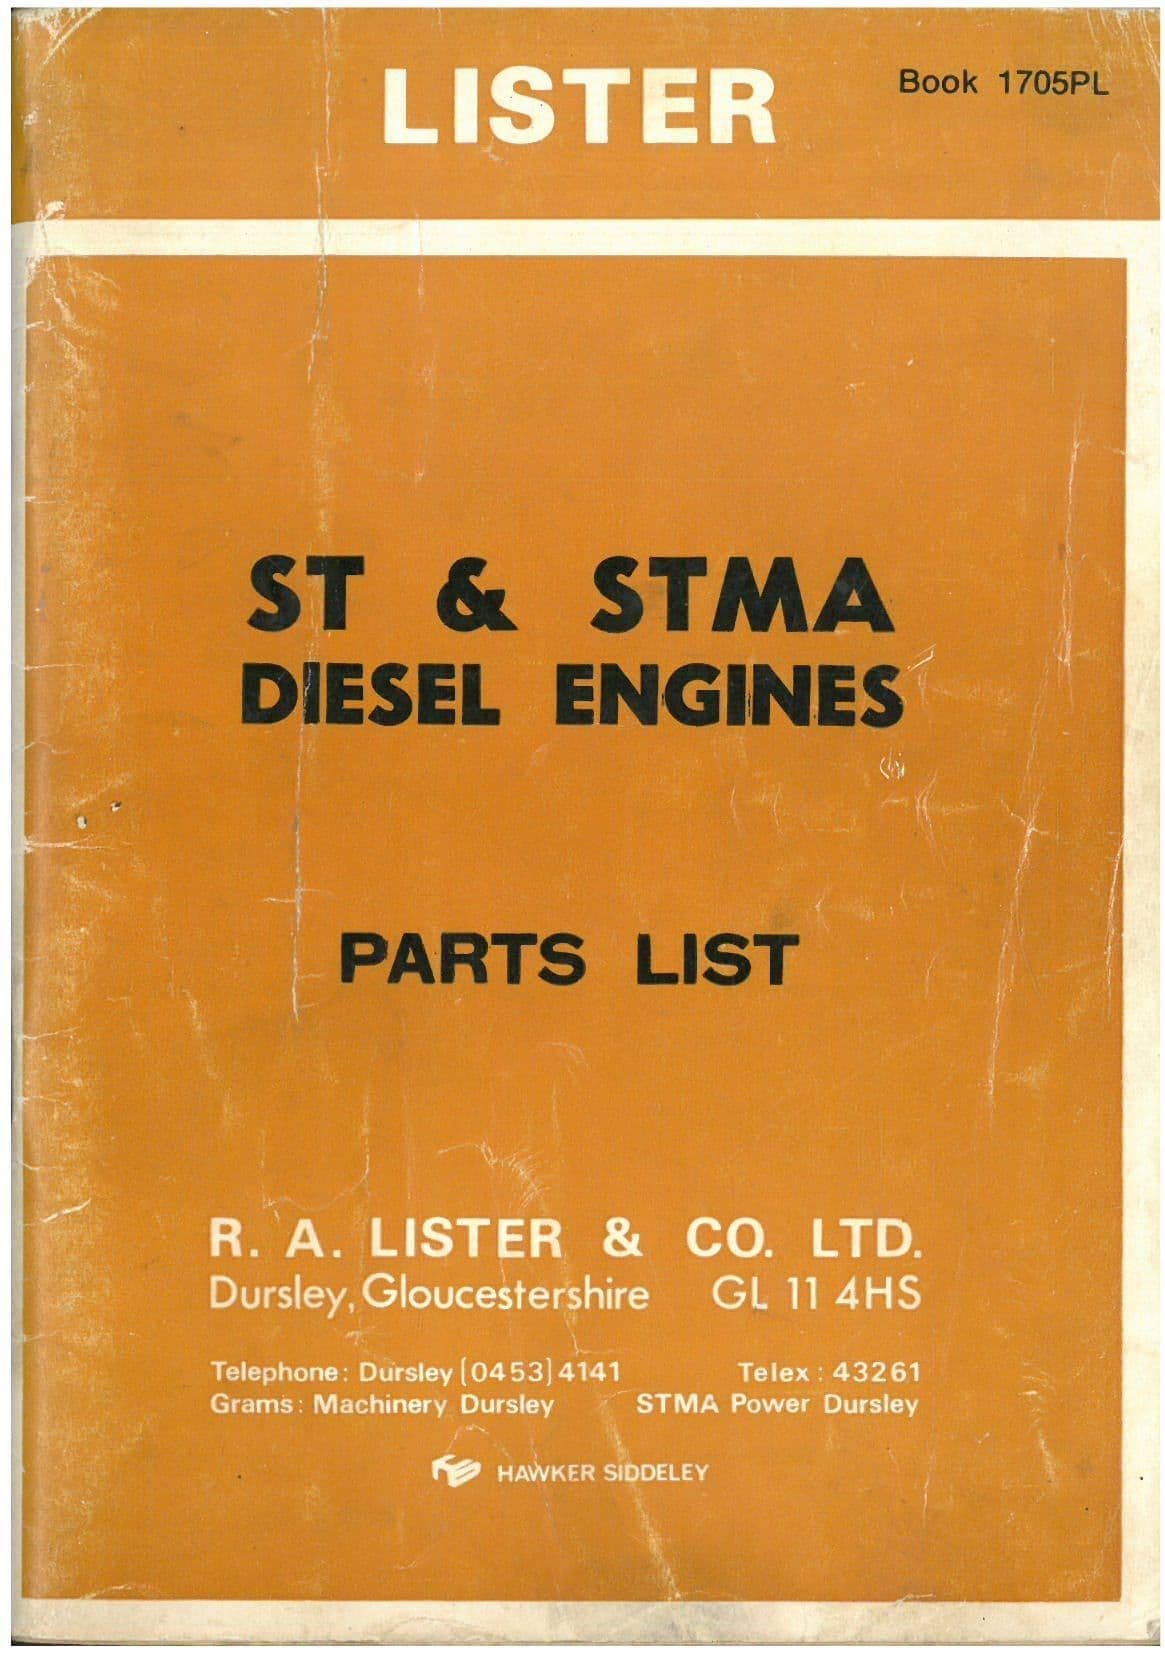 LISTER
Book 1705PL
ST & STMA
DIESEL ENGINES
PARTS LIST
R. A. LISTER & CO. LTD.
Dursley, Gloucestershire GL 11 4HS
Telephone: Dursley (0453) 4141 Telex: 43261
Grams: Machinery Dursley STMA Power Dursley
HAWKER SIDDELEY